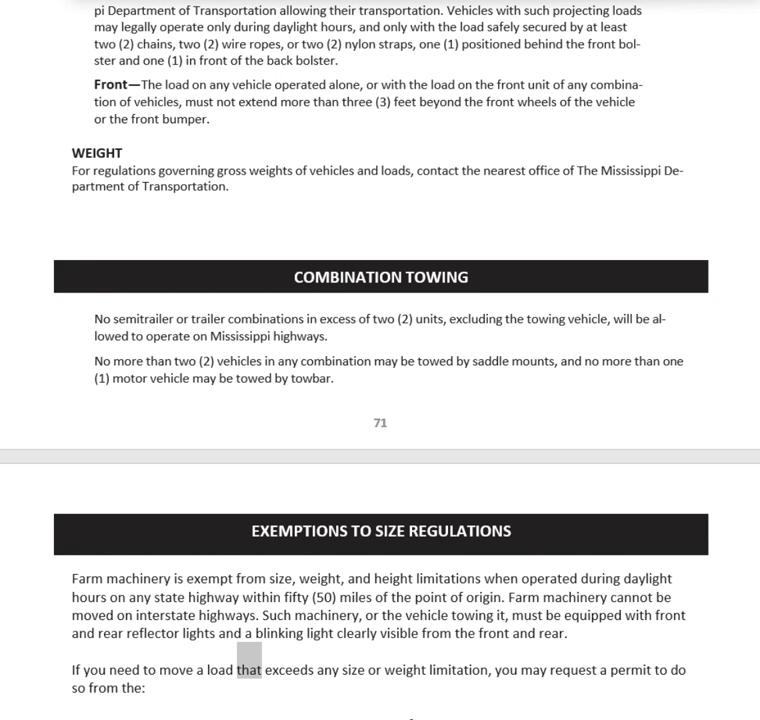 pi Department of Transportation allowing their transportation. Vehicles with such projecting loads
may legally operate only during daylight hours, and only with the load safely secured by at least
two (2) chains, two (2) wire ropes, or two (2) nylon straps, one (1) positioned behind the front bol-
ster and one (1) in front of the back bolster.
Front—The load on any vehicle operated alone, or with the load on the front unit of any combina-
tion of vehicles, must not extend more than three (3) feet beyond the front wheels of the vehicle
or the front bumper.
WEIGHT
For regulations governing gross weights of vehicles and loads, contact the nearest office of The Mississippi De-
partment of Transportation.
COMBINATION TOWING
No semitrailer or trailer combinations in excess of two (2) units, excluding the towing vehicle, will be al-
lowed to operate on Mississippi highways.
No more than two (2) vehicles in any combination may be towed by saddle mounts, and no more than one
(1) motor vehicle may be towed by towbar.
71
EXEMPTIONS TO SIZE REGULATIONS
Farm machinery is exempt from size, weight, and height limitations when operated during daylight
hours on any state highway within fifty (50) miles of the point of origin. Farm machinery cannot be
moved on interstate highways. Such machinery, or the vehicle towing it, must be equipped with front
and rear reflector lights and a blinking light clearly visible from the front and rear.
If you need to move a load that exceeds any size or weight limitation, you may request a permit to do
so from the: